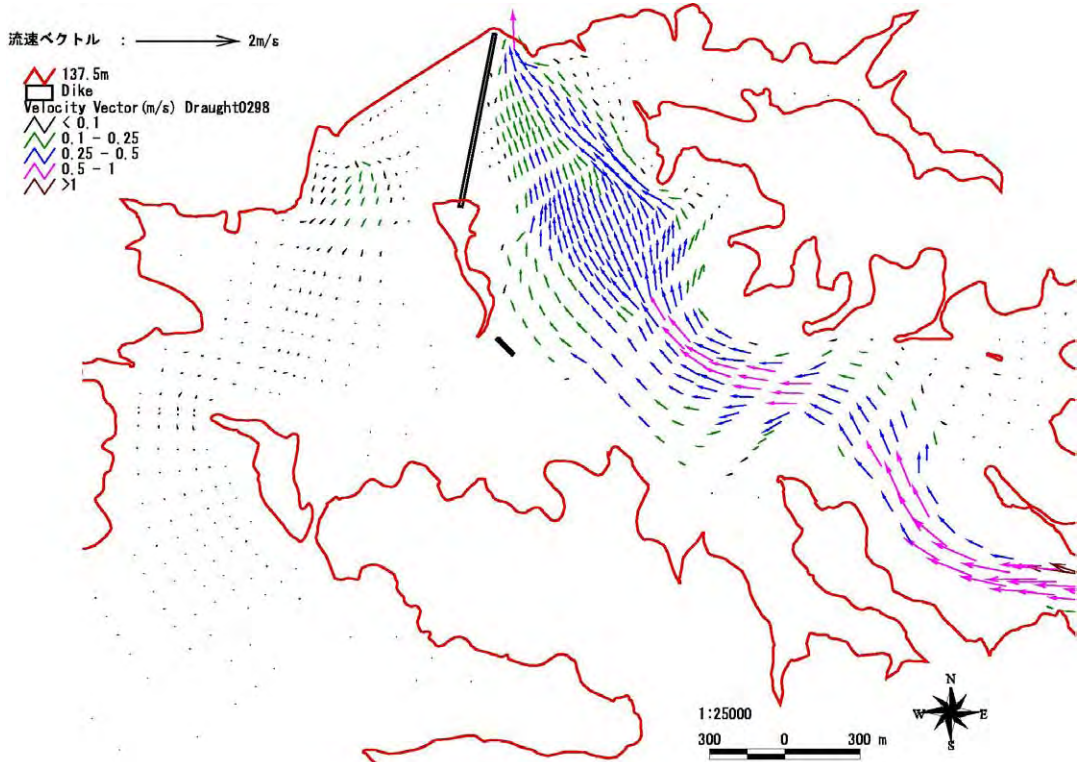 流速ベクトル : 2m/s
137.5m
Dike
Velocity Vector(m/s) Draught0298
< 0.1
0.1 - 0.25
0.25 - 0.5
0.5 - 1
>1
N
W E
S
1:25000
300 0 300 m